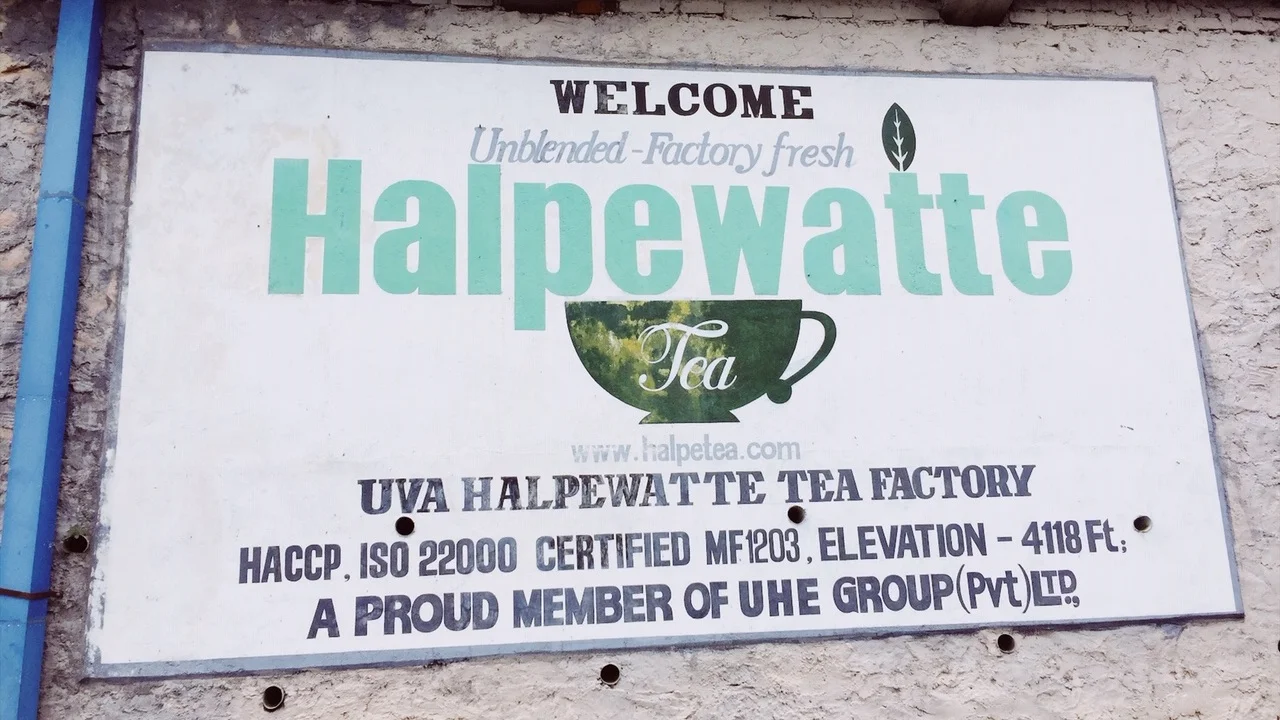 WELCOME
Unblended-Factory fresh
Halpewatte
Tea
www.halpetea.com
UVA HALPEWATTE TEA FACTORY
HACCP, ISO 22000 CERTIFIED MF1203, ELEVATION - 4118 Ft;
A PROUD MEMBER OF UHE GROUP (Pvt) LTD.,